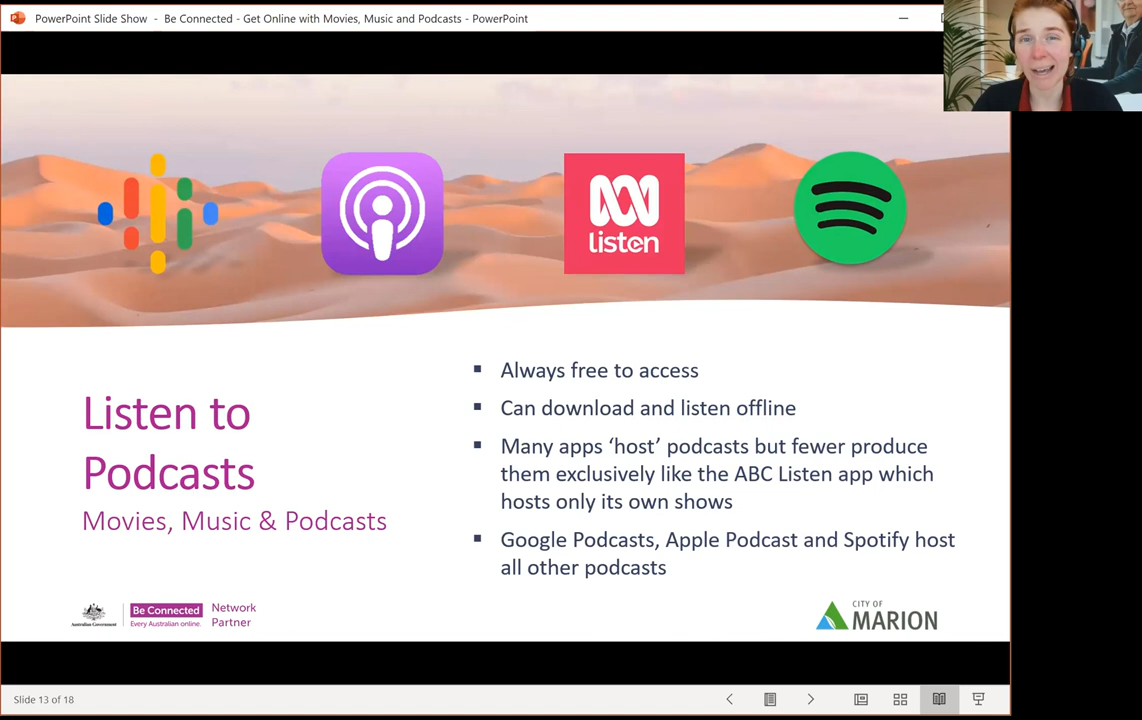 PowerPoint Slide Show - Be Connected - Get Online with Movies, Music and Podcasts - PowerPoint
listen
Listen to
Podcasts
Movies, Music & Podcasts
▪ Always free to access
▪ Can download and listen offline
▪ Many apps ‘host’ podcasts but fewer produce
them exclusively like the ABC Listen app which
hosts only its own shows
▪ Google Podcasts, Apple Podcast and Spotify host
all other podcasts
Australian Government
Be Connected
Every Australian online.
Network
Partner
CITY OF
MARION
Slide 13 of 18